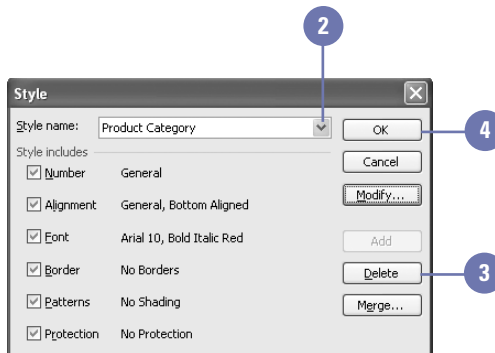 2
Style
Style name: Product Category
OK
4
Style includes
Cancel
Number General
Modify...
Alignment General, Bottom Aligned
Font Arial 10, Bold Italic Red
Add
Border No Borders
Delete
3
Patterns No Shading
Merge...
Protection No Protection